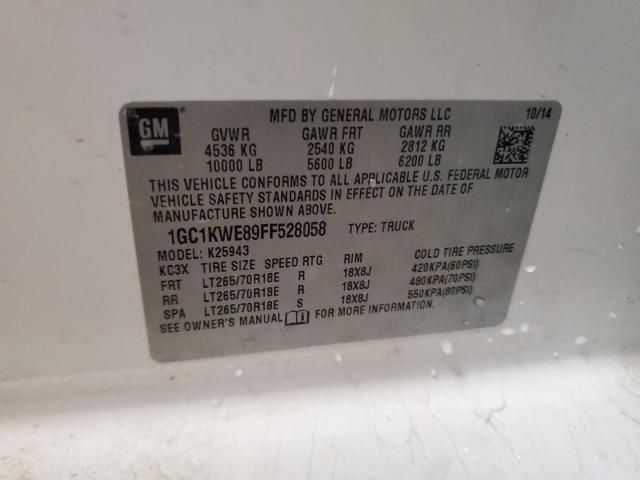 GM
MFD BY GENERAL MOTORS LLC 10/14
GVWR GAWR FRT GAWR RR
4536 KG 2540 KG 2812 KG
10000 LB 5600 LB 6200 LB
THIS VEHICLE CONFORMS TO ALL APPLICABLE U.S. FEDERAL MOTOR
VEHICLE SAFETY STANDARDS IN EFFECT ON THE DATE OF
MANUFACTURE SHOWN ABOVE.
1GC1KWE89FF528058 TYPE: TRUCK
MODEL: K25943
KC3X TIRE SIZE SPEED RTG RIM COLD TIRE PRESSURE
FRT LT265/70R18E R 18X8J 420KPA(60PSI)
RR LT265/70R18E R 18X8J 480KPA(70PSI)
SPA LT265/70R18E S 18X8J 550KPA(80PSI)
SEE OWNER'S MANUAL FOR MORE INFORMATION.